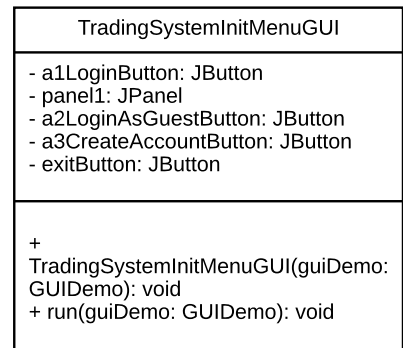 TradingSystemInitMenuGUI
- a1LoginButton: JButton
- panel1: JPanel
- a2LoginAsGuestButton: JButton
- a3CreateAccountButton: JButton
- exitButton: JButton
+
TradingSystemInitMenuGUI(guiDemo:
GUIDemo): void
+ run(guiDemo: GUIDemo): void